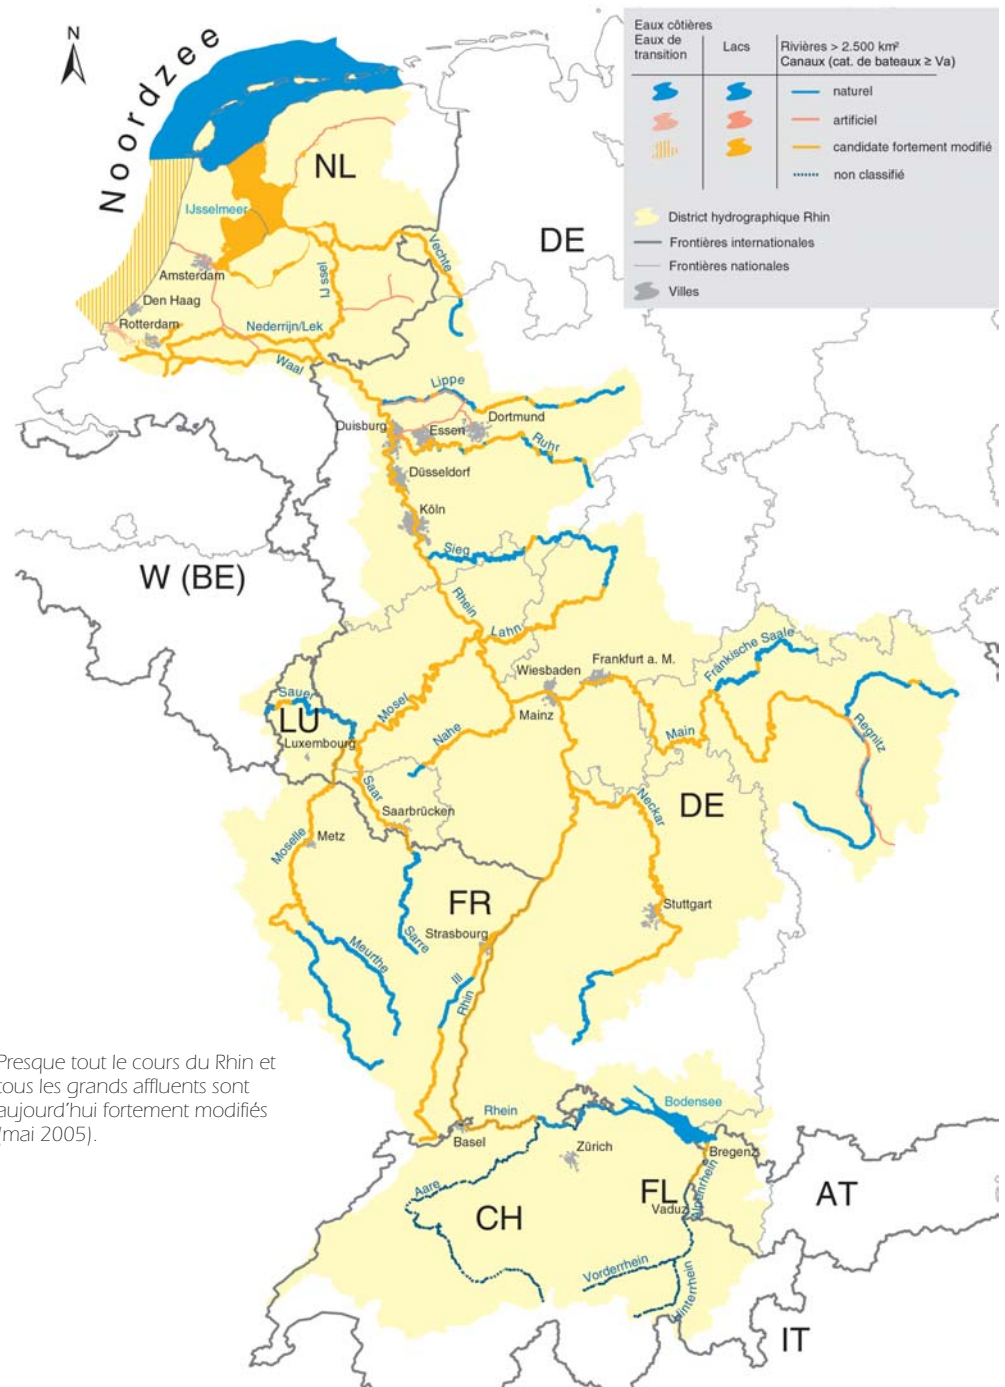 N
Noordzee
Eaux côtières
Eaux de
transition
Lacs
Rivières > 2.500 km²
Canaux (cat. de bateaux ≥ Va)
naturel
artificiel
candidate fortement modifié
non classifié
District hydrographique Rhin
Frontières internationales
Frontières nationales
Villes
NL
DE
IJsselmeer
Vechte
Amsterdam
IJssel
Den Haag
Rotterdam
Nederrijn/Lek
Waal
Lippe
Duisburg
Essen
Dortmund
Ruhr
Düsseldorf
Köln
Sieg
W (BE)
Rhein
Lahn
Wiesbaden
Frankfurt a. M.
Fränkische Saale
Sauer
LU
Luxembourg
Mosel
Nahe
Mainz
Main
Regnitz
Saar
Saarbrücken
Neckar
DE
Moselle
Metz
FR
Stuttgart
Strasbourg
Sarre
Meurthe
Ill
Rhin
Presque tout le cours du Rhin et
tous les grands affluents sont
aujourd'hui fortement modifiés
(mai 2005).
Rhein
Bodensee
Basel
Zürich
Bregenz
Aare
CH
FL
Vaduz
Alpenrhein
AT
Vorderrhein
Hinterrhein
IT